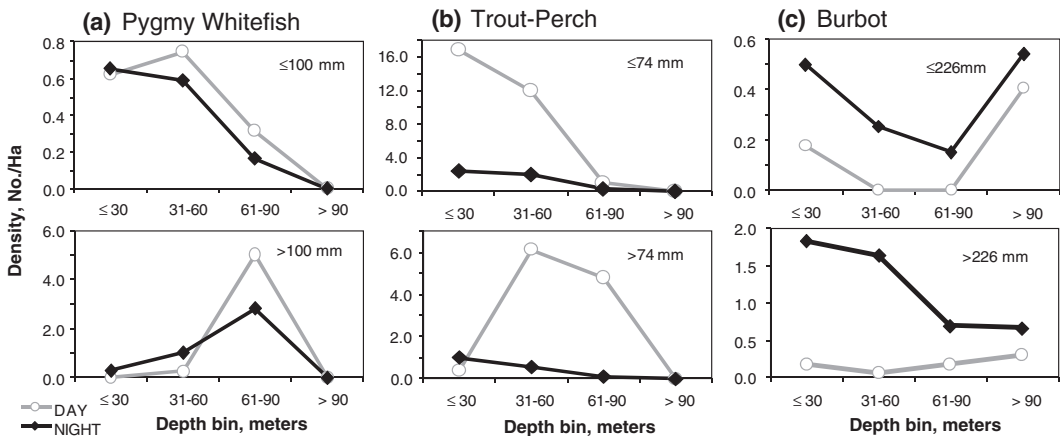 (a) Pygmy Whitefish
(b) Trout-Perch
(c) Burbot
Density, No./Ha
0.8
0.6
0.4
0.2
0.0
≤100 mm
≤ 30 31-60 61-90 > 90
16.0
12.0
8.0
4.0
0.0
≤74 mm
≤ 30 31-60 61-90 > 90
0.6
0.4
0.2
0.0
≤226mm
≤ 30 31-60 61-90 > 90
6.0
4.0
2.0
0.0
>100 mm
≤ 30 31-60 61-90 > 90
Depth bin, meters
6.0
4.0
2.0
0.0
>74 mm
≤ 30 31-60 61-90 > 90
Depth bin, meters
2.0
1.5
1.0
0.5
0.0
>226 mm
≤ 30 31-60 61-90 > 90
Depth bin, meters
DAY
NIGHT